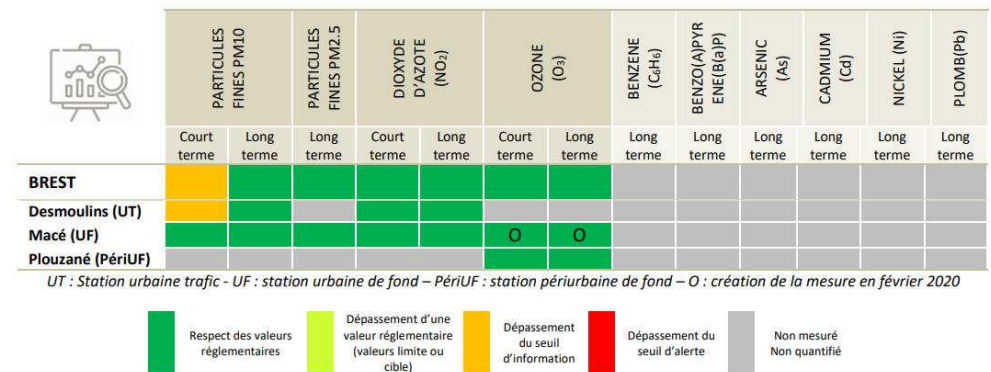 PARTICULES
FINES PM10
PARTICULES
FINES PM2.5
DIOXYDE
D'AZOTE
(NO₂)
OZONE
(O₃)
BENZENE
(C₆H₆)
BENZO(A)PYR
ENE(B(a)P)
ARSENIC
(As)
CADMIUM
(Cd)
NICKEL (Ni)
PLOMB(Pb)
Court terme
Long terme
Long terme
Court terme
Long terme
Court terme
Long terme
Long terme
Long terme
Long terme
Long terme
Long terme
Long terme
BREST
Desmoulins (UT)
Macé (UF) O O
Plouzané (PériUF)
UT : Station urbaine trafic - UF : station urbaine de fond – PériUF : station périurbaine de fond – O : création de la mesure en février 2020
Respect des valeurs
réglementaires
Dépassement d'une
valeur réglementaire
(valeurs limite ou
cible)
Dépassement
du seuil
d'information
Dépassement du
seuil d'alerte
Non mesuré
Non quantifié